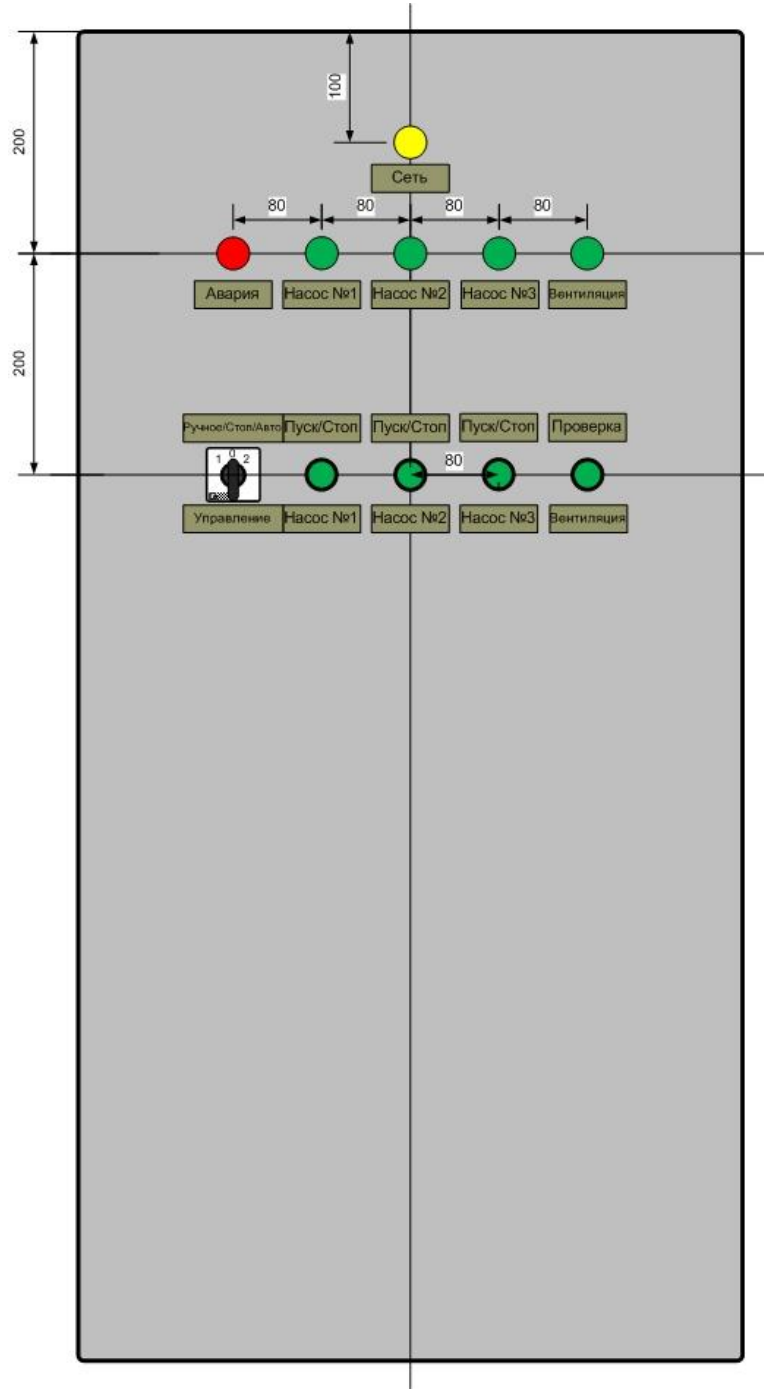 100
200
Сеть
80 80 80 80
Авария Насос №1 Насос №2 Насос №3 Вентиляция
200
Ручное/Стоп/Авто Пуск/Стоп Пуск/Стоп Пуск/Стоп Проверка
1 0 2
80
Управление Насос №1 Насос №2 Насос №3 Вентиляция